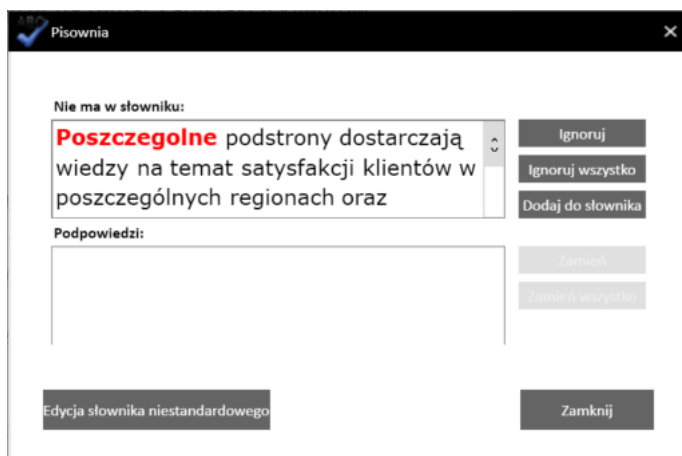 Pisownia
Nie ma w słowniku:
Poszczegolne podstrony dostarczają
wiedzy na temat satysfakcji klientów w
poszczególnych regionach oraz
Ignoruj
Ignoruj wszystko
Dodaj do słownika
Podpowiedzi:
Zamień
Zamień wszystko
Edycja słownika niestandardowego
Zamknij